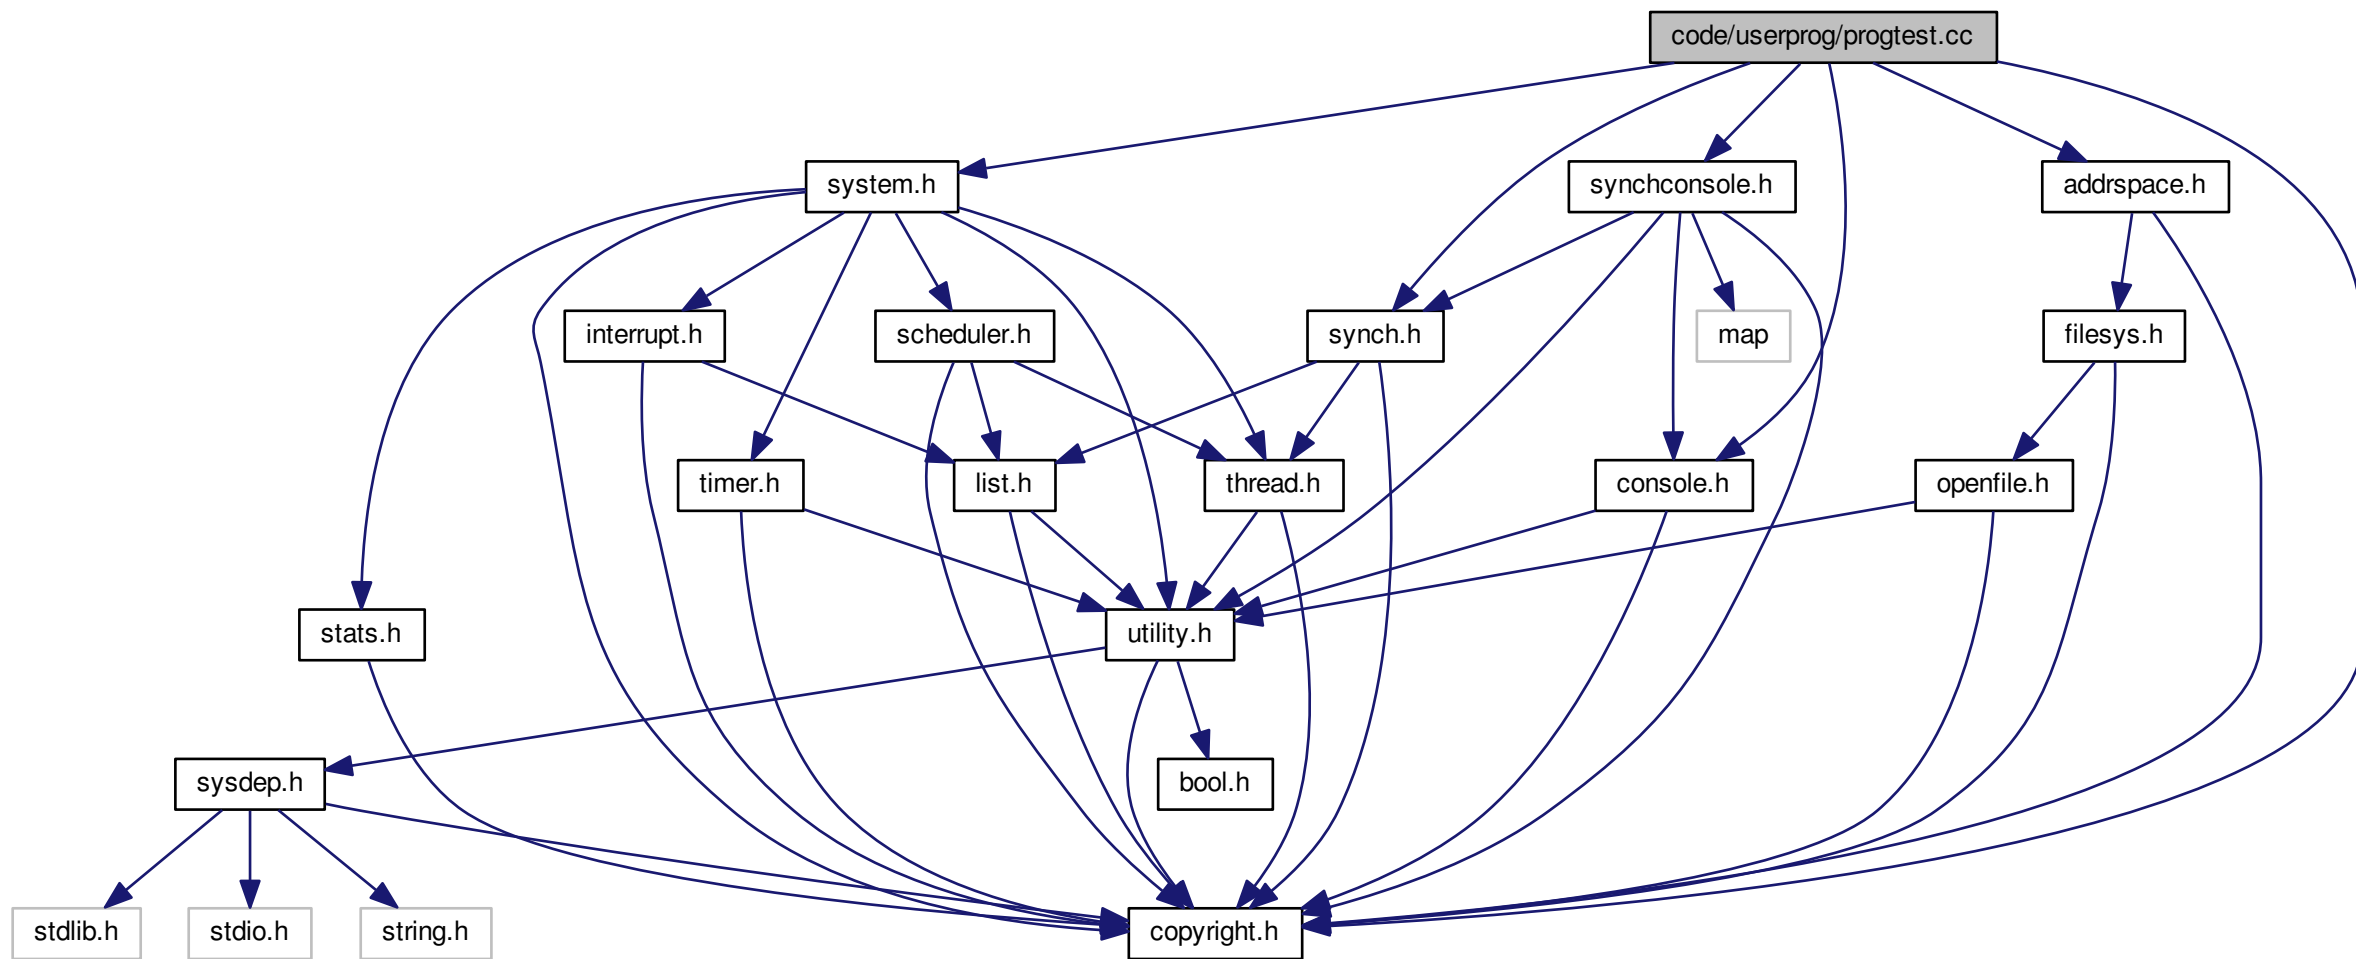 code/userprog/progtest.cc
system.h
synchconsole.h
addrspace.h
interrupt.h
scheduler.h
synch.h
map
filesys.h
timer.h
list.h
thread.h
console.h
openfile.h
stats.h
utility.h
sysdep.h
bool.h
stdlib.h
stdio.h
string.h
copyright.h